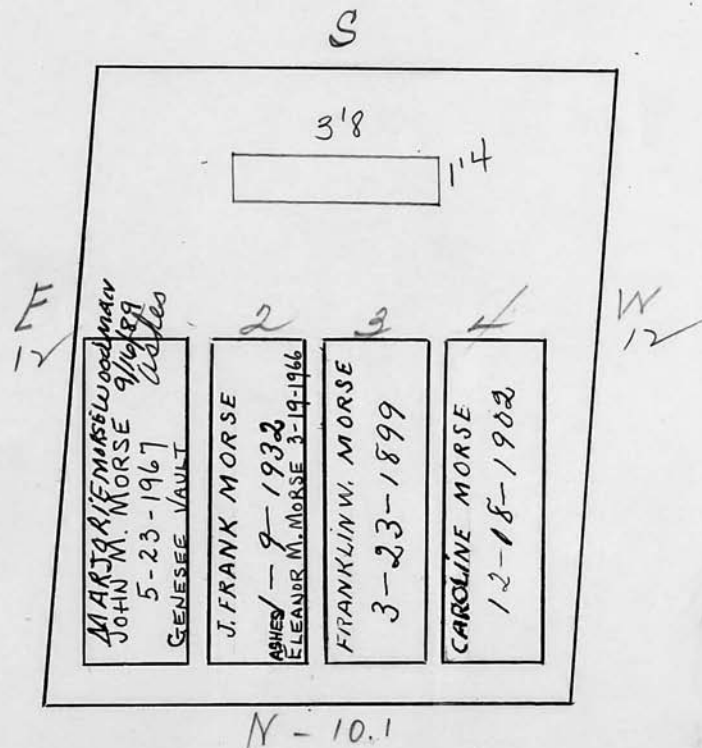 S
3'8
1'4
E
12
W
12
2
3
4
MARJORIE MORSE WOODMAN
9/16/89
ashes
JOHN M. MORSE
5-23-1967
GENESEE VAULT
J. FRANK MORSE
1-9-1932
ASHES
ELEANOR M. MORSE 3-19-1966
FRANKLIN W. MORSE
3-23-1899
CAROLINE MORSE
12-18-1902
N - 10.1